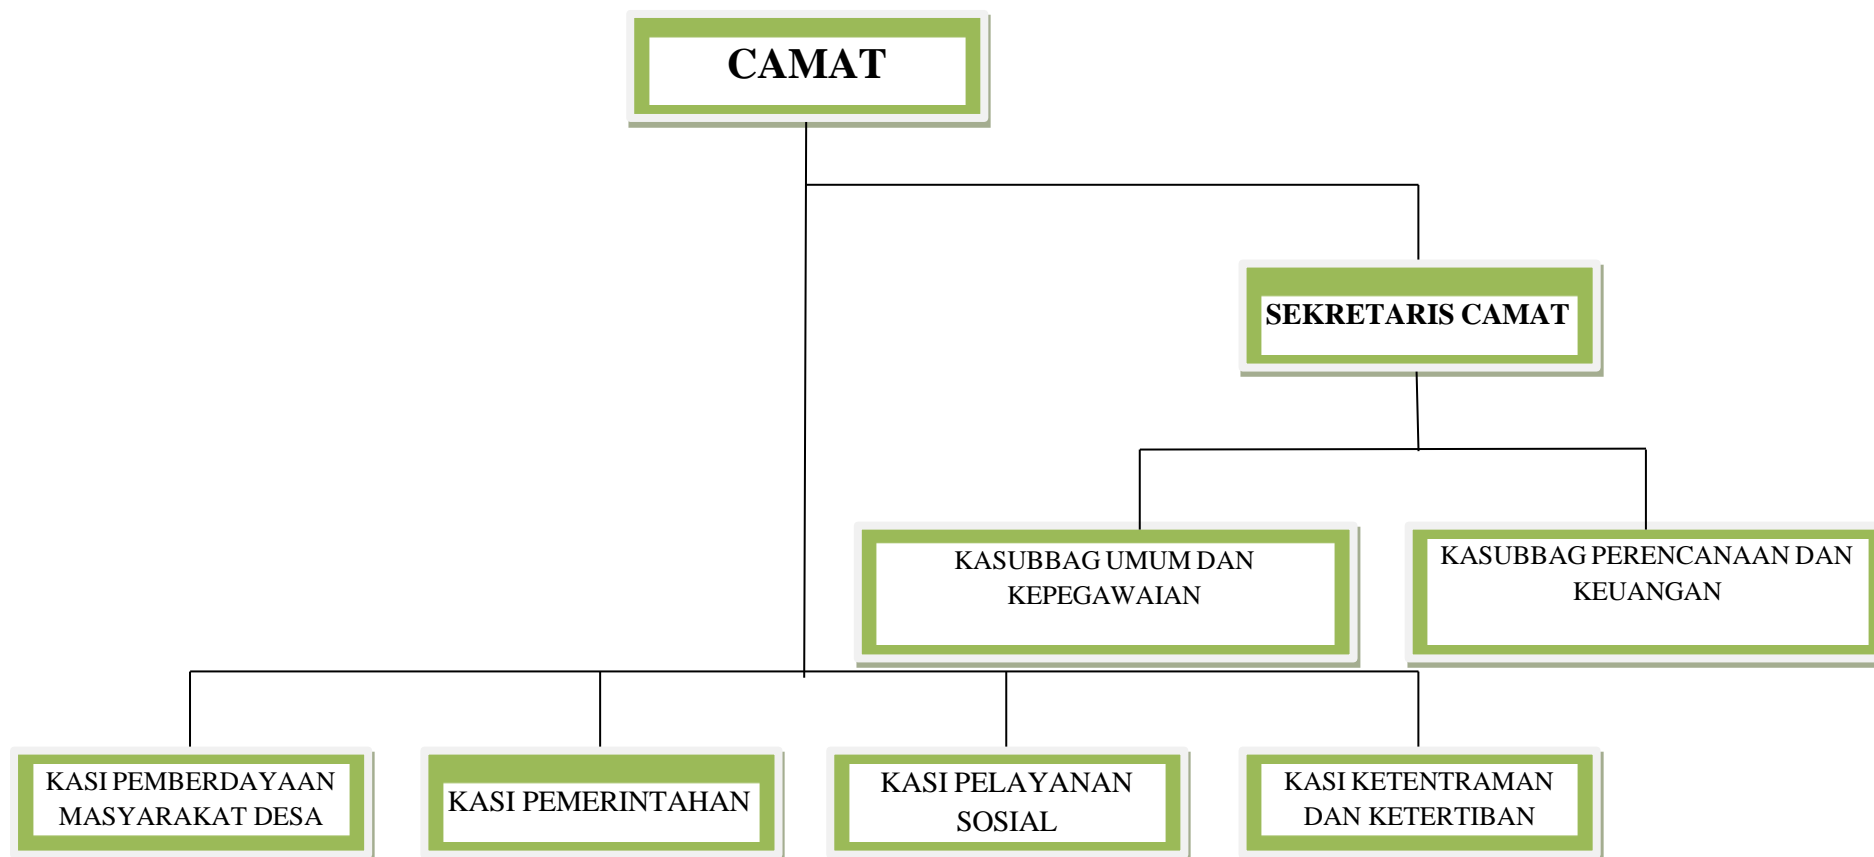 CAMAT
SEKRETARIS CAMAT
KASUBBAG UMUM DAN
KEPEGAWAIAN
KASUBBAG PERENCANAAN DAN
KEUANGAN
KASI PEMBERDAYAAN
MASYARAKAT DESA
KASI PEMERINTAHAN
KASI PELAYANAN
SOSIAL
KASI KETENTRAMAN
DAN KETERTIBAN